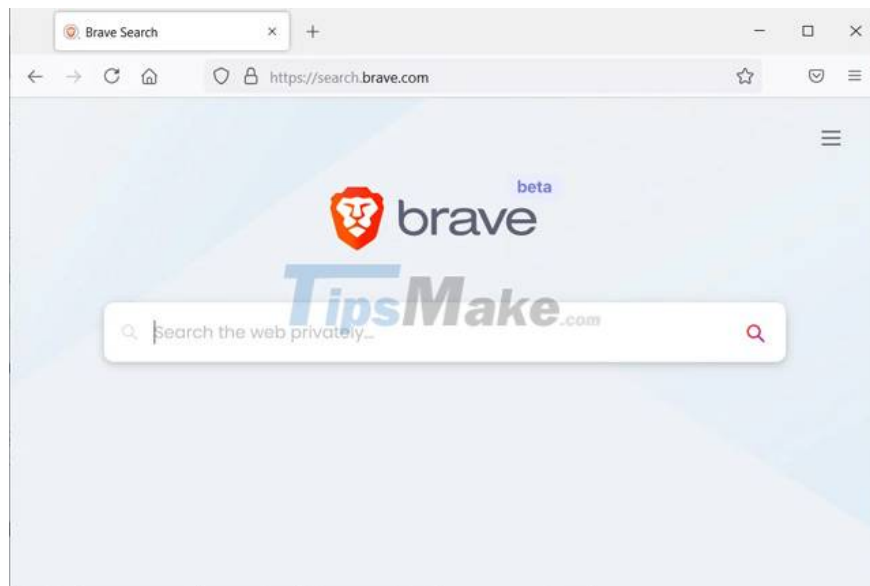 Brave Search
https://search.brave.com
beta
brave
TipsMake.com
Search the web privately...